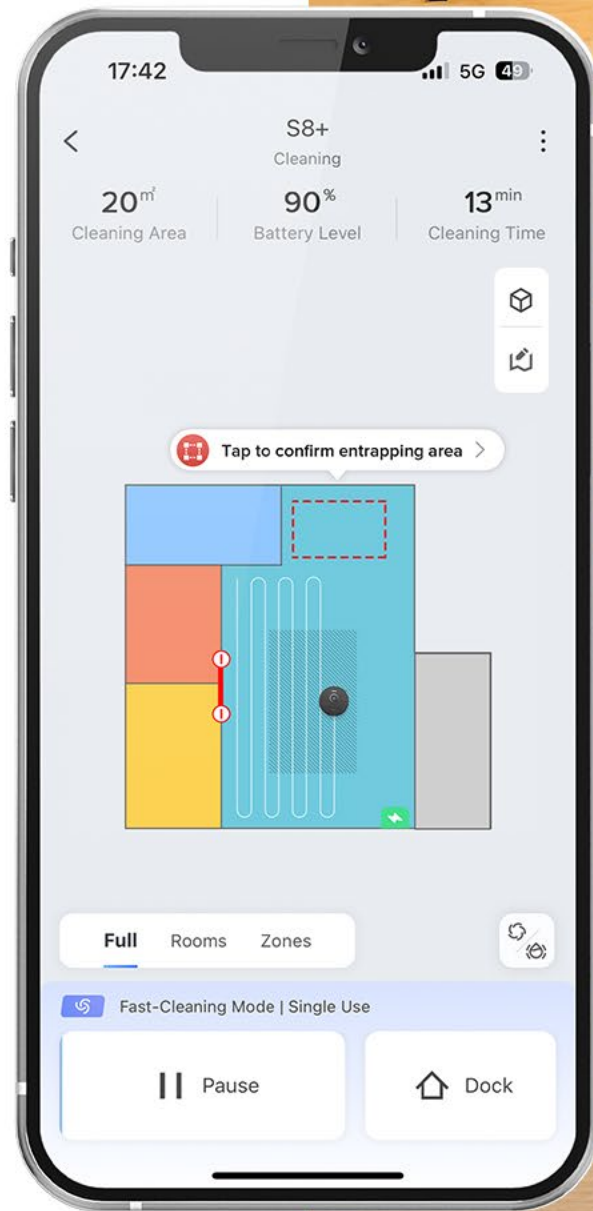 17:42 5G 49
S8+
Cleaning
20㎡ 90% 13min
Cleaning Area Battery Level Cleaning Time
Tap to confirm entrapping area
Full Rooms Zones
Fast-Cleaning Mode | Single Use
Pause Dock